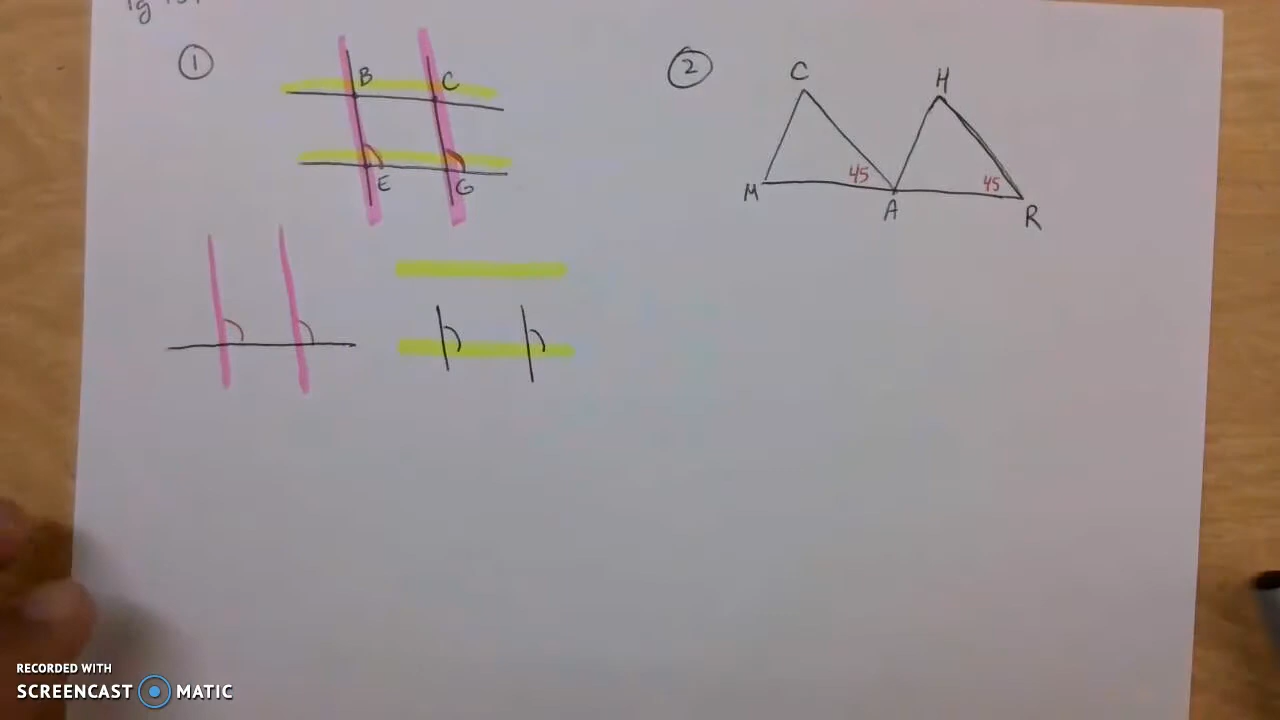 ①
B
C
E
G
②
C
H
M
45
A
45
R
RECORDED WITH
SCREENCAST MATIC